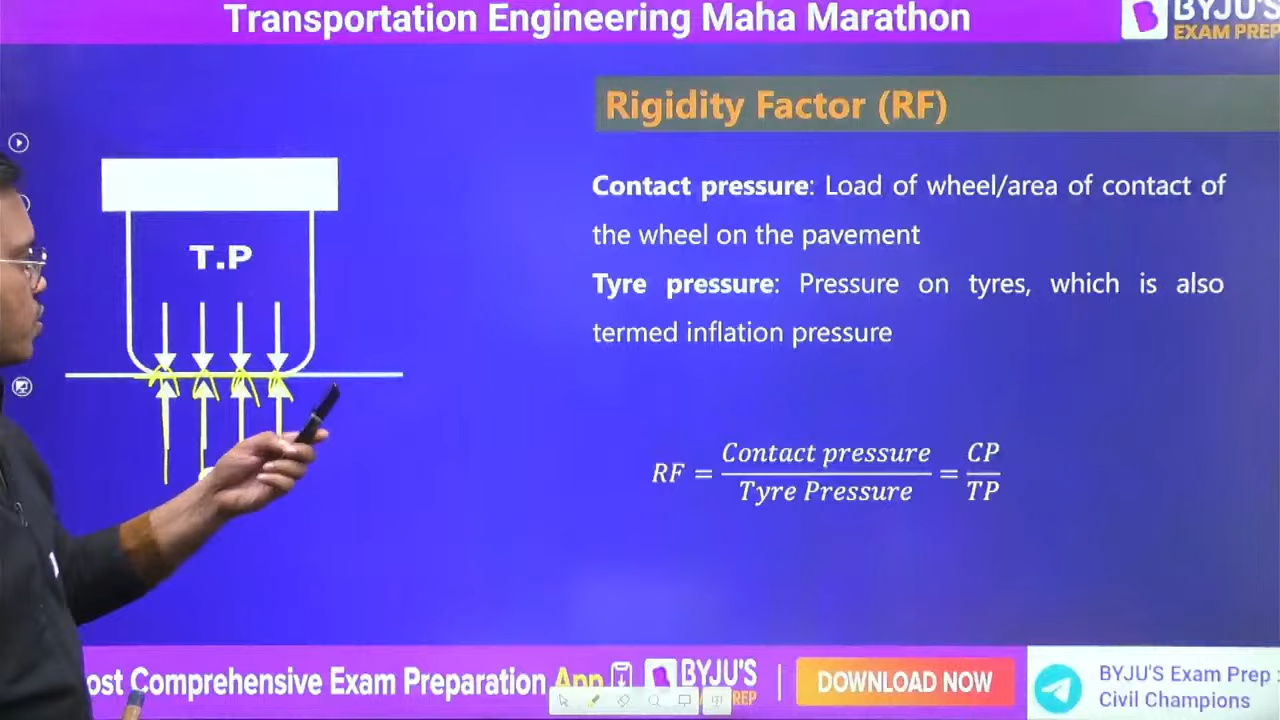 Transportation Engineering Maha Marathon
BYJU'S
EXAM PREP
Rigidity Factor (RF)
Contact pressure: Load of wheel/area of contact of
the wheel on the pavement
Tyre pressure: Pressure on tyres, which is also
termed inflation pressure
T.P
RF = Contact pressure / Tyre Pressure = CP / TP
ost Comprehensive Exam Preparation App
BYJU'S
PREP
DOWNLOAD NOW
BYJU'S Exam Prep :
Civil Champions